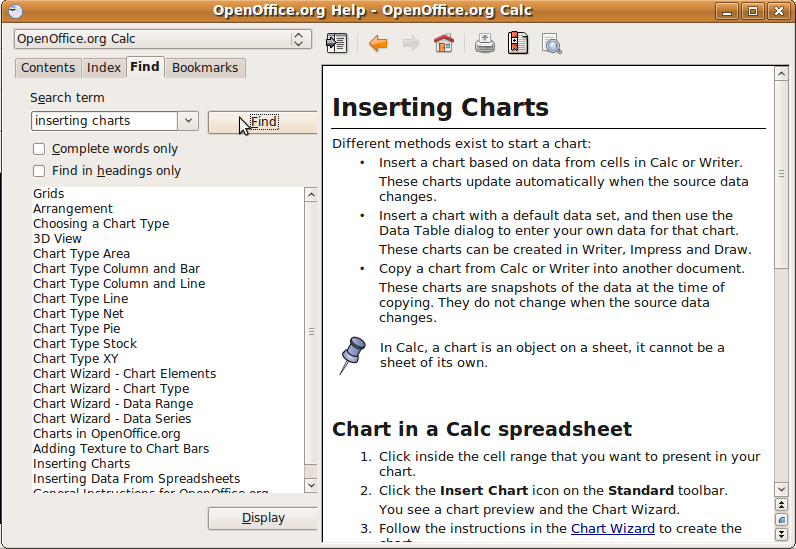 OpenOffice.org Help - OpenOffice.org Calc
OpenOffice.org Calc
Contents Index Find Bookmarks
Search term
inserting charts
Find
Complete words only
Find in headings only
Grids
Arrangement
Choosing a Chart Type
3D View
Chart Type Area
Chart Type Column and Bar
Chart Type Column and Line
Chart Type Line
Chart Type Net
Chart Type Pie
Chart Type Stock
Chart Type XY
Chart Wizard - Chart Elements
Chart Wizard - Chart Type
Chart Wizard - Data Range
Chart Wizard - Data Series
Charts in OpenOffice.org
Adding Texture to Chart Bars
Inserting Charts
Inserting Data From Spreadsheets
General Instructions for OpenOffice.org
Display
Inserting Charts
Different methods exist to start a chart:
• Insert a chart based on data from cells in Calc or Writer.
These charts update automatically when the source data
changes.
• Insert a chart with a default data set, and then use the
Data Table dialog to enter your own data for that chart.
These charts can be created in Writer, Impress and Draw.
• Copy a chart from Calc or Writer into another document.
These charts are snapshots of the data at the time of
copying. They do not change when the source data
changes.
In Calc, a chart is an object on a sheet, it cannot be a
sheet of its own.
Chart in a Calc spreadsheet
1. Click inside the cell range that you want to present in your
chart.
2. Click the Insert Chart icon on the Standard toolbar.
You see a chart preview and the Chart Wizard.
3. Follow the instructions in the Chart Wizard to create the
chart.